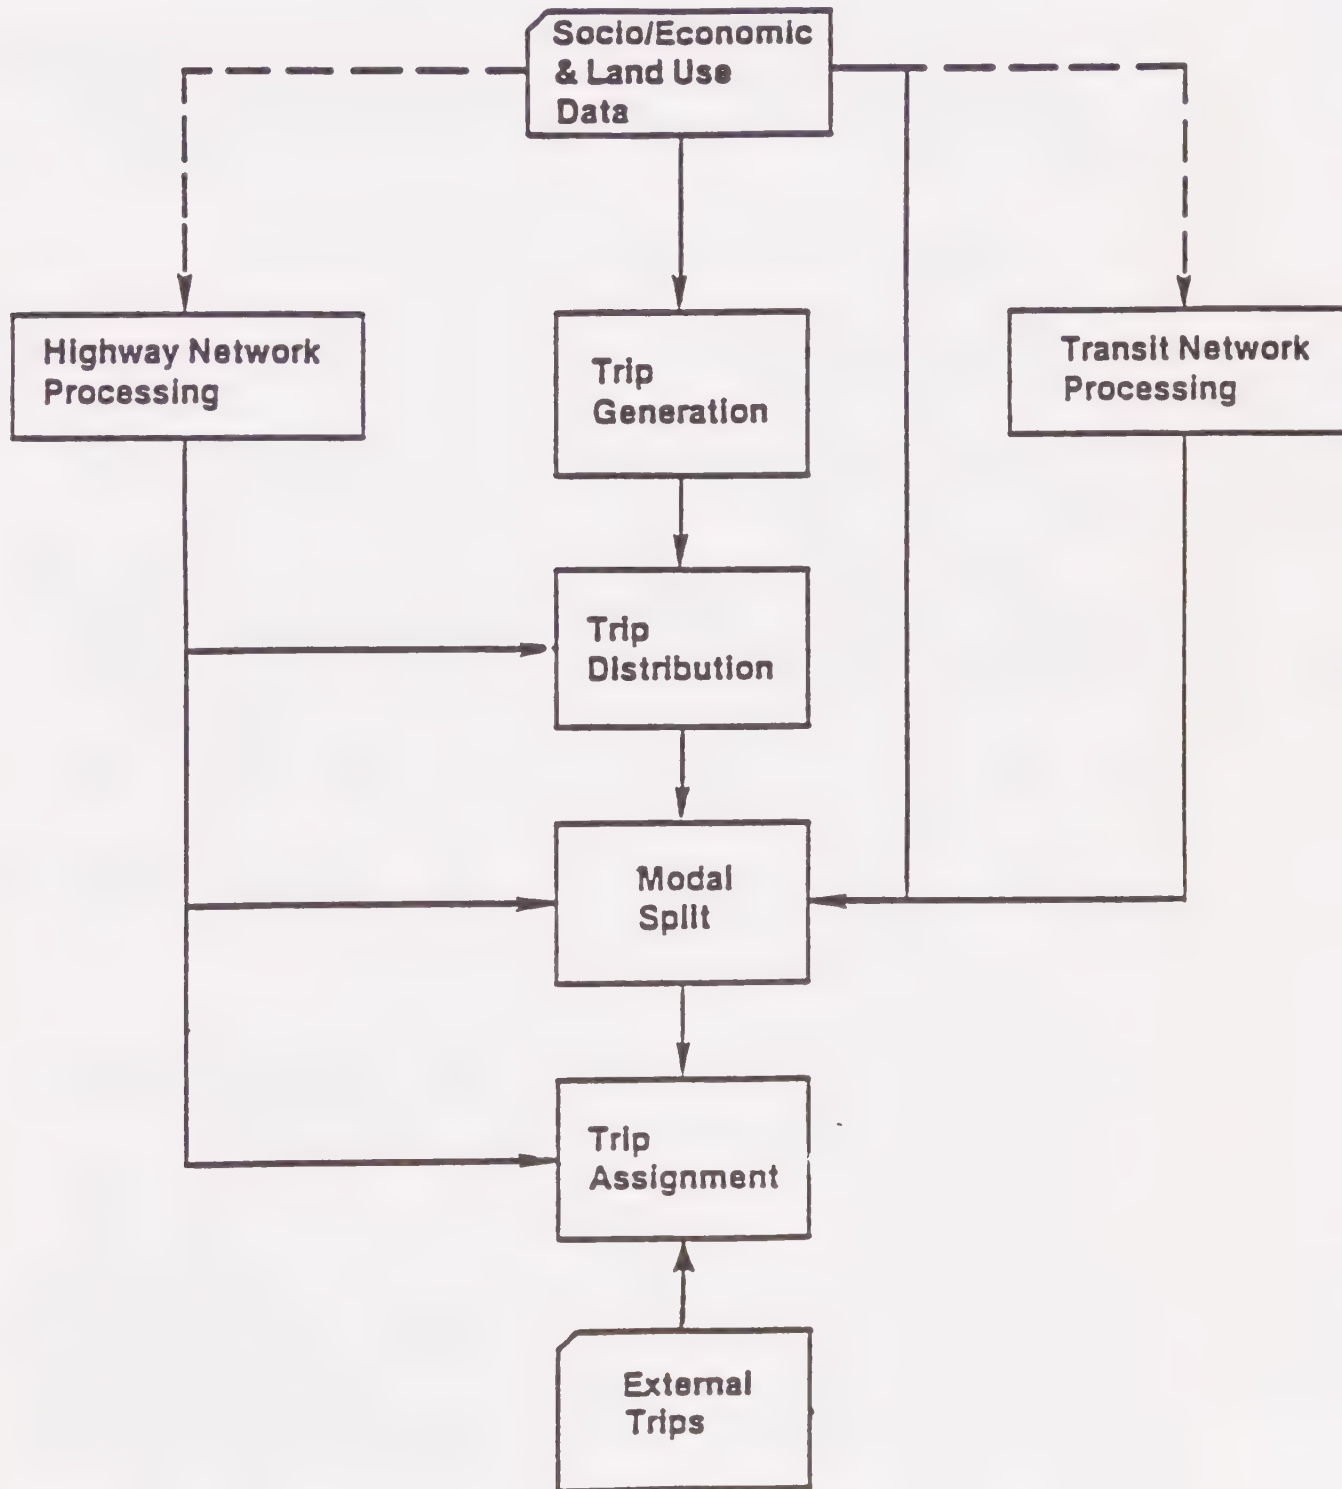 Socio/Economic
& Land Use
Data
Highway Network
Processing
Trip
Generation
Transit Network
Processing
Trip
Distribution
Modal
Split
Trip
Assignment
External
Trips